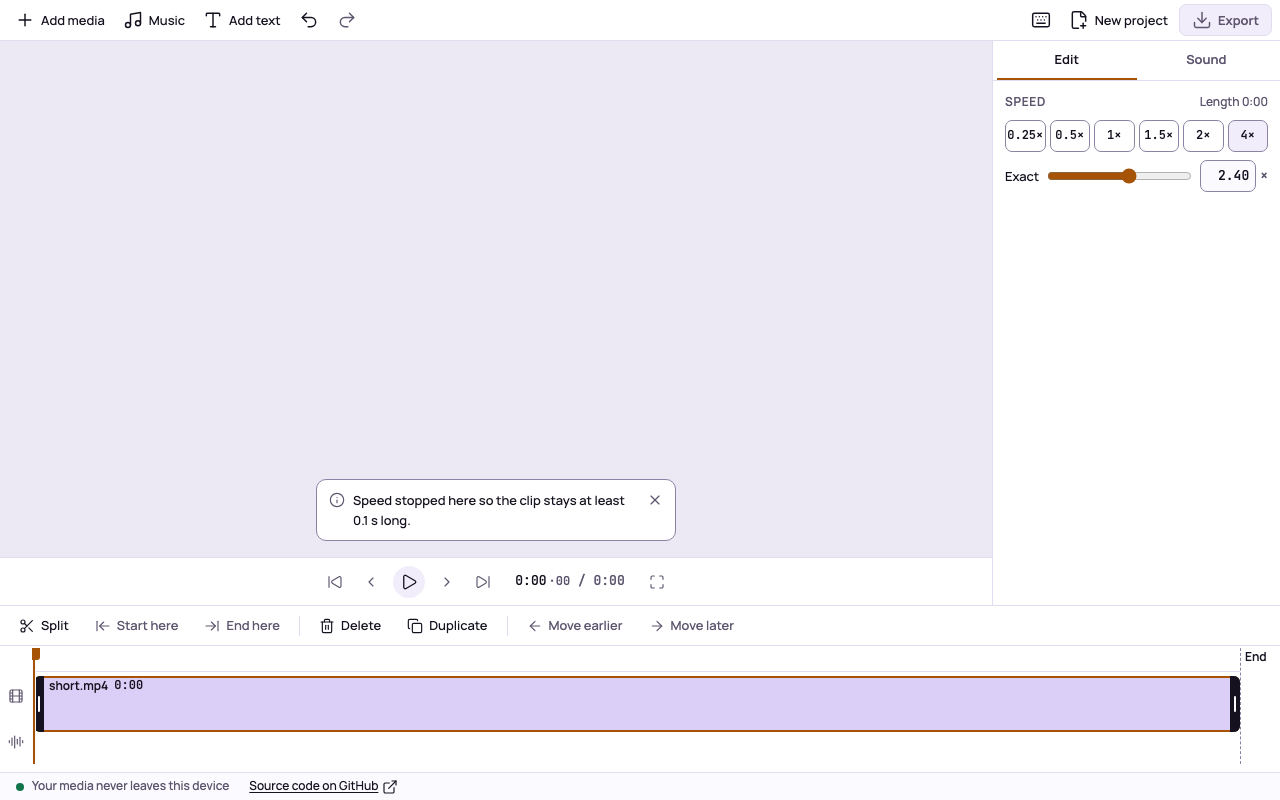 Add media Music Add text New project Export
Edit Sound
SPEED Length 0:00
0.25× 0.5× 1× 1.5× 2× 4×
Exact 2.40 ×
Speed stopped here so the clip stays at least
0.1 s long.
0:00·00 / 0:00
Split Start here End here Delete Duplicate Move earlier Move later
End
short.mp4 0:00
Your media never leaves this device Source code on GitHub